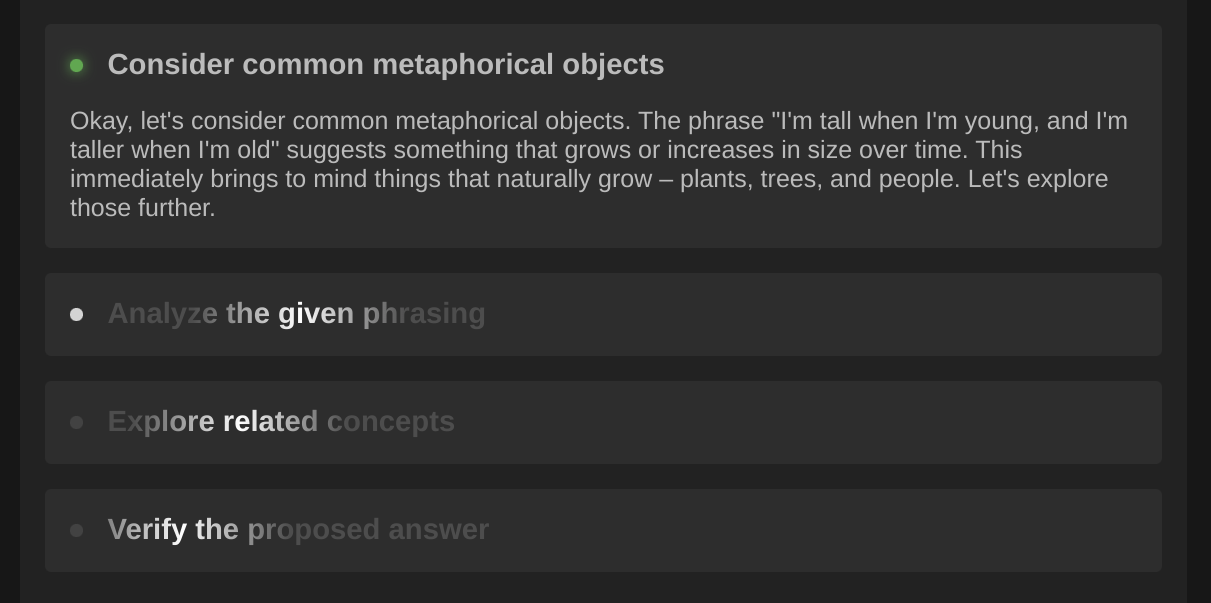 Consider common metaphorical objects
Okay, let's consider common metaphorical objects. The phrase "I'm tall when I'm young, and I'm
taller when I'm old" suggests something that grows or increases in size over time. This
immediately brings to mind things that naturally grow – plants, trees, and people. Let's explore
those further.
Analyze the given phrasing
Explore related concepts
Verify the proposed answer